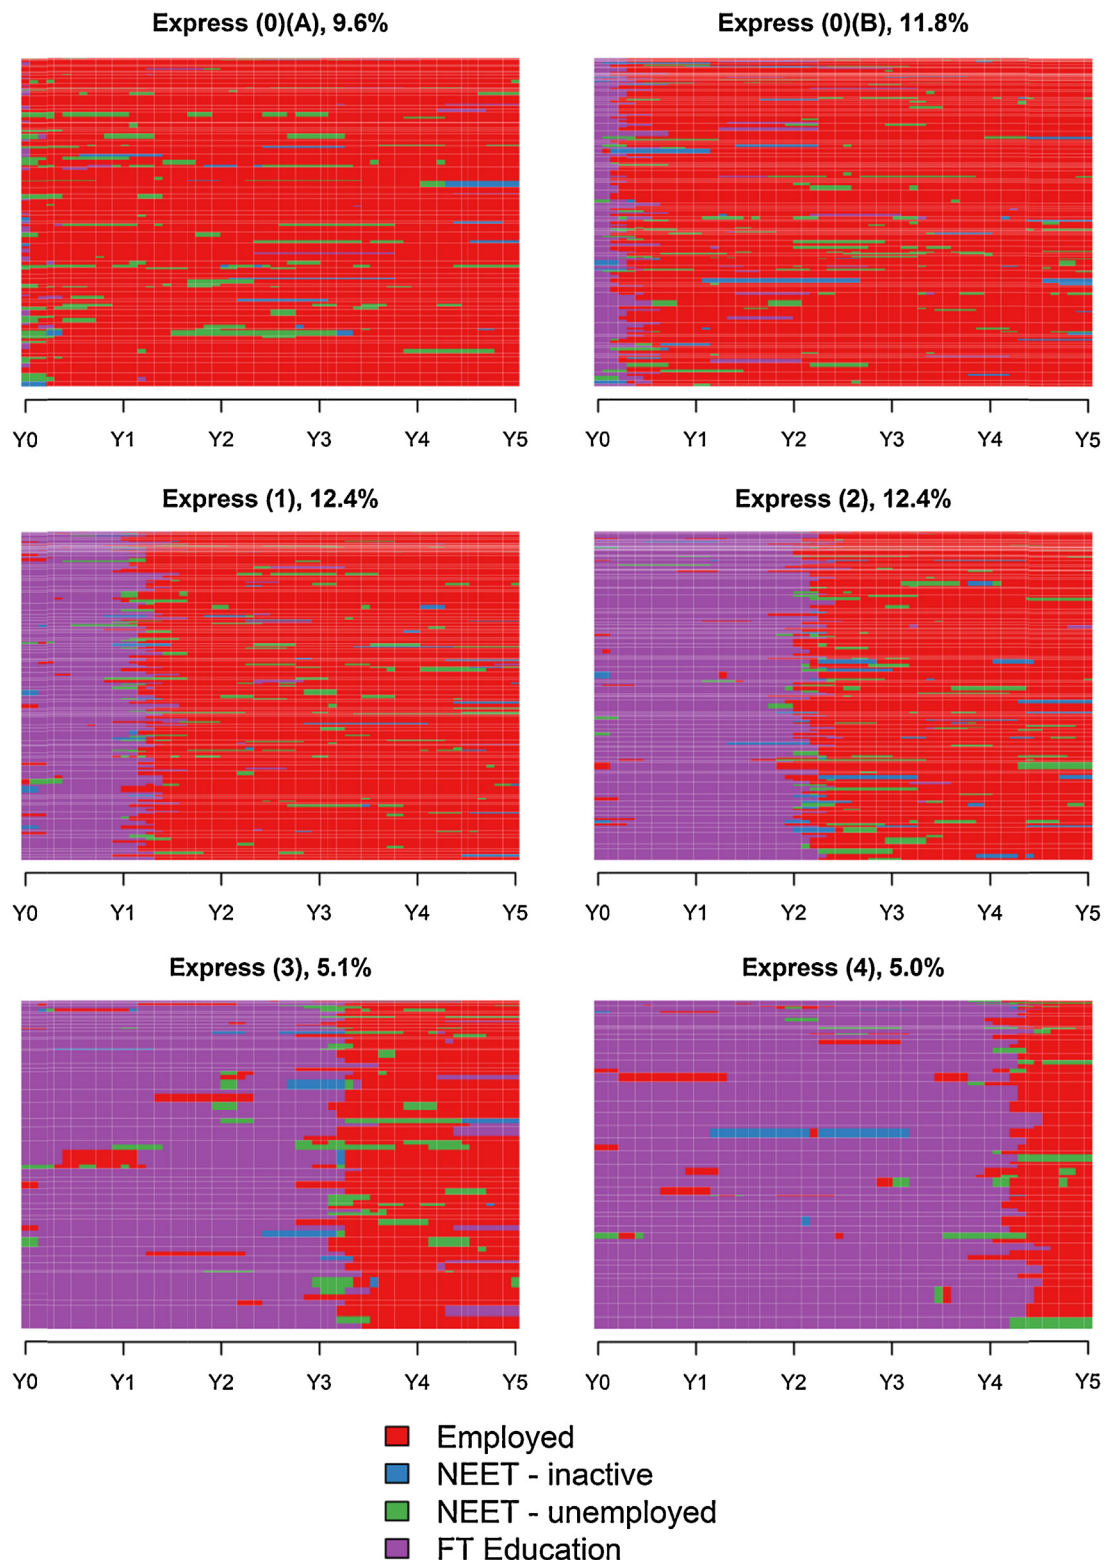 Express (0)(A), 9.6%
Express (0)(B), 11.8%
Y0 Y1 Y2 Y3 Y4 Y5
Y0 Y1 Y2 Y3 Y4 Y5
Express (1), 12.4%
Express (2), 12.4%
Y0 Y1 Y2 Y3 Y4 Y5
Y0 Y1 Y2 Y3 Y4 Y5
Express (3), 5.1%
Express (4), 5.0%
Y0 Y1 Y2 Y3 Y4 Y5
Y0 Y1 Y2 Y3 Y4 Y5
Employed
NEET - inactive
NEET - unemployed
FT Education